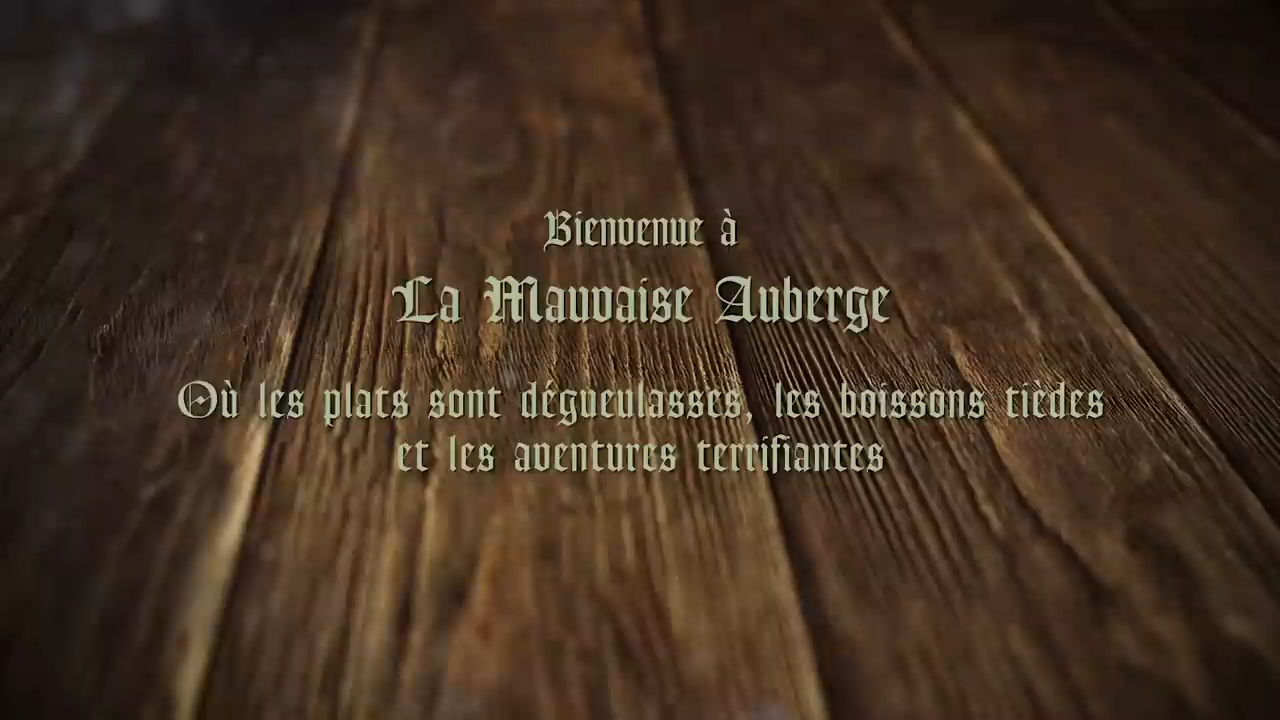 Bienvenue à
La Mauvaise Auberge
Où les plats sont dégueulasses, les boissons tièdes
et les aventures terrifiantes